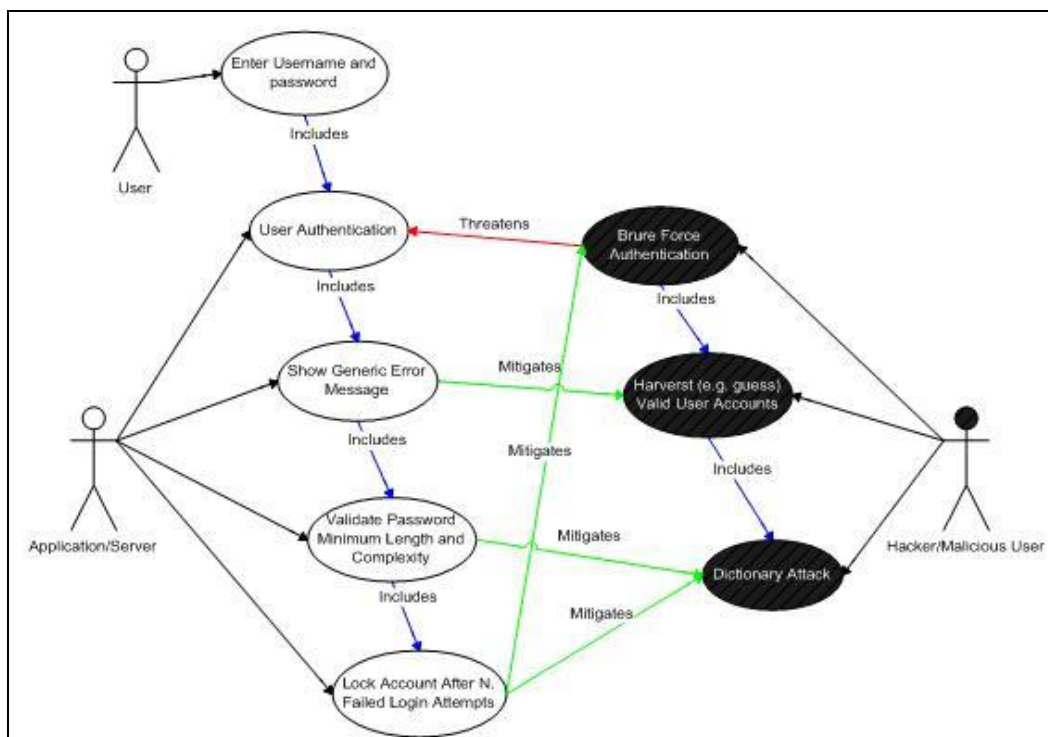 Enter Username and
password
Includes
User
User Authentication
Threatens
Brure Force
Authentication
Includes
Includes
Show Generic Error
Message
Mitigates
Harverst (e.g. guess)
Valid User Accounts
Mitigates
Includes
Includes
Application/Server
Hacker/Malicious User
Validate Password
Minimum Length and
Complexity
Mitigates
Dictionary Attack
Includes
Mitigates
Lock Account After N.
Failed Login Attempts